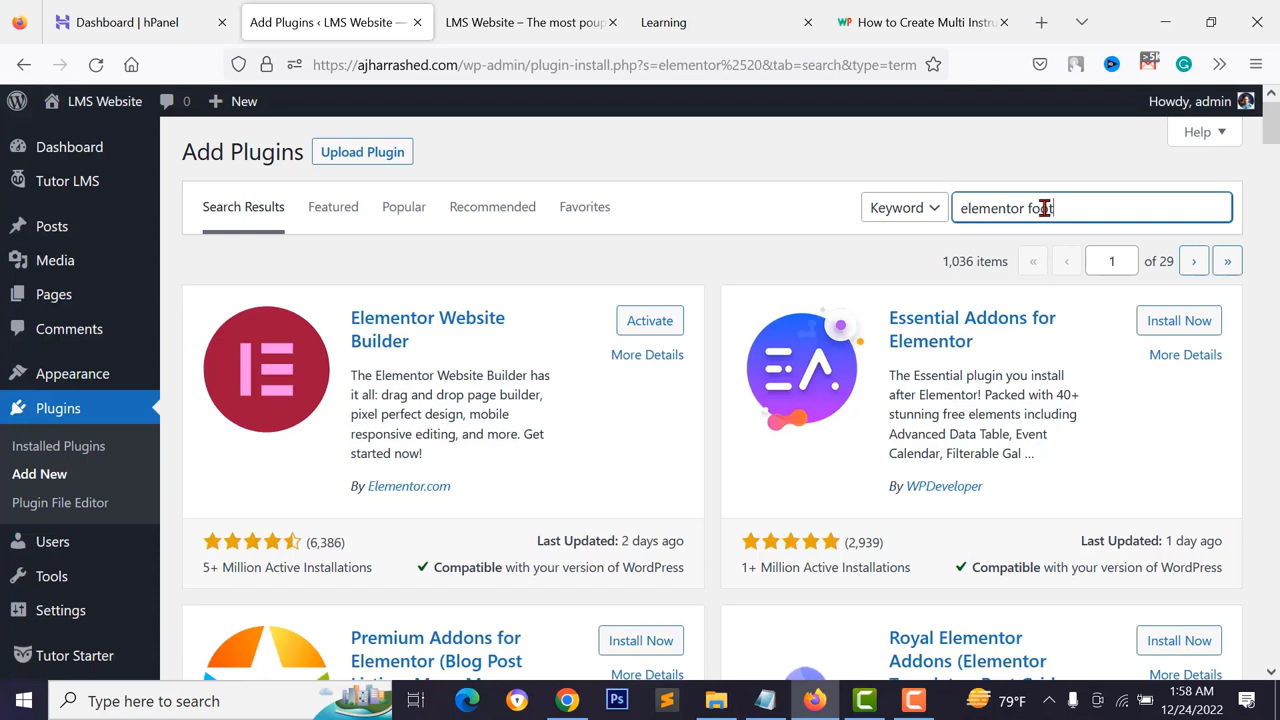 Dashboard | hPanel
Add Plugins ‹ LMS Website —
LMS Website – The most pou
Learning
How to Create Multi Instru
https://ajharrashed.com/wp-admin/plugin-install.php?s=elementor%2520&tab=search&type=term
LMS Website
0
New
Howdy, admin
Dashboard
Tutor LMS
Posts
Media
Pages
Comments
Appearance
Plugins
Installed Plugins
Add New
Plugin File Editor
Users
Tools
Settings
Tutor Starter
Help
Add Plugins
Upload Plugin
Search Results
Featured
Popular
Recommended
Favorites
Keyword
elementor foot
1,036 items
«
‹
1
of 29
›
»
Elementor Website
Builder
Activate
More Details
The Elementor Website Builder has
it all: drag and drop page builder,
pixel perfect design, mobile
responsive editing, and more. Get
started now!
By Elementor.com
(6,386)
5+ Million Active Installations
Last Updated: 2 days ago
Compatible with your version of WordPress
Essential Addons for
Elementor
Install Now
More Details
The Essential plugin you install
after Elementor! Packed with 40+
stunning free elements including
Advanced Data Table, Event
Calendar, Filterable Gal ...
By WPDeveloper
(2,939)
1+ Million Active Installations
Last Updated: 1 day ago
Compatible with your version of WordPress
Premium Addons for
Elementor (Blog Post
Install Now
More Details
Royal Elementor
Addons (Elementor
Install Now
More Details
Type here to search
Ps
79°F
1:58 AM
12/24/2022